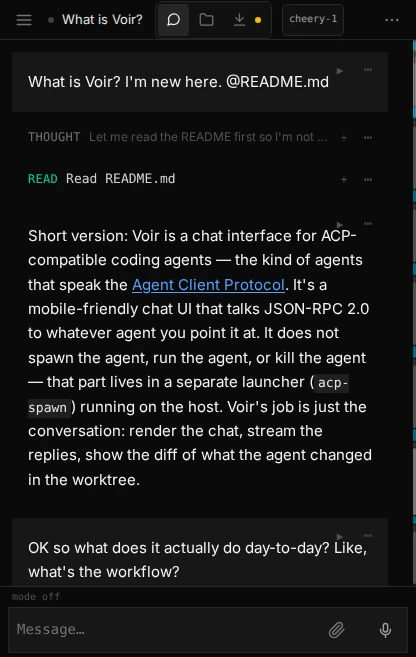 What is Voir?
cheery-1
What is Voir? I'm new here. @README.md
THOUGHT Let me read the README first so I'm not ...
READ Read README.md
Short version: Voir is a chat interface for ACP-
compatible coding agents — the kind of agents
that speak the Agent Client Protocol. It's a
mobile-friendly chat UI that talks JSON-RPC 2.0
to whatever agent you point it at. It does not
spawn the agent, run the agent, or kill the agent
— that part lives in a separate launcher (acp-
spawn) running on the host. Voir's job is just the
conversation: render the chat, stream the
replies, show the diff of what the agent changed
in the worktree.
OK so what does it actually do day-to-day? Like,
what's the workflow?
mode off
Message…